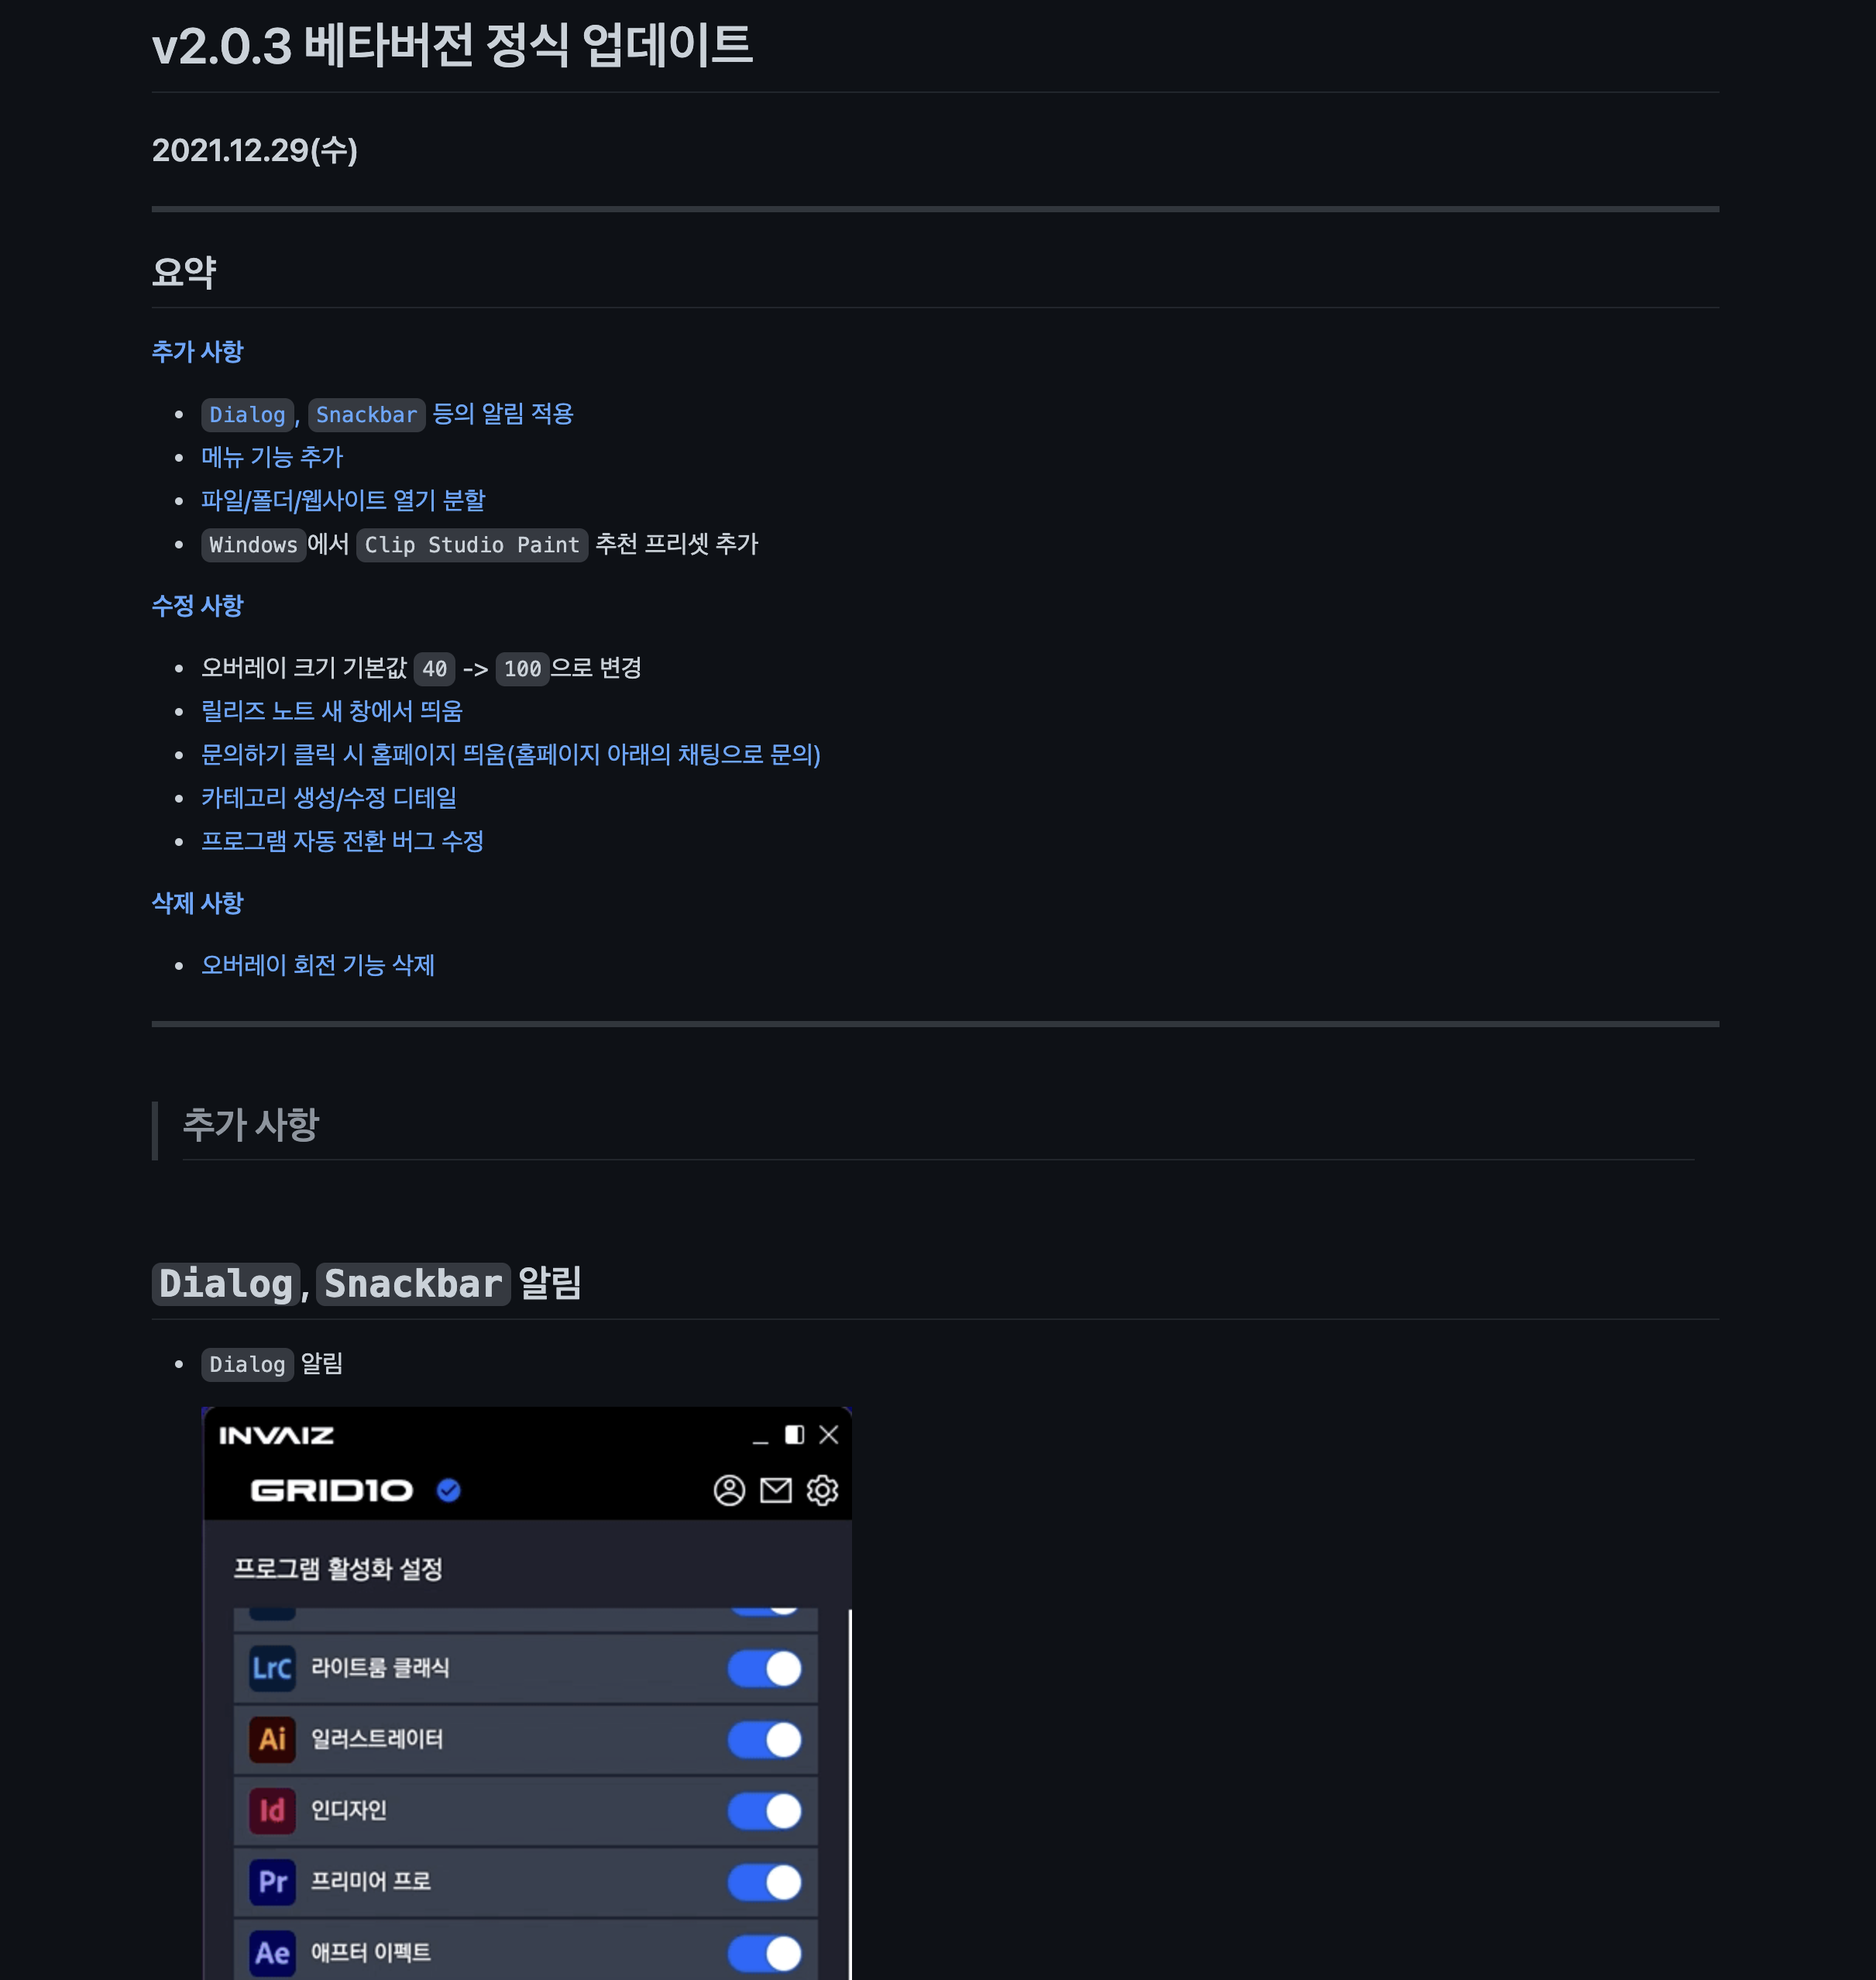 v2.0.3 베타버전 정식 업데이트
2021.12.29(수)
요약
추가 사항
Dialog, Snackbar 등의 알림 적용
메뉴 기능 추가
파일/폴더/웹사이트 열기 분할
Windows에서 Clip Studio Paint 추천 프리셋 추가
수정 사항
오버레이 크기 기본값 40 -> 100으로 변경
릴리즈 노트 새 창에서 띄움
문의하기 클릭 시 홈페이지 띄움(홈페이지 아래의 채팅으로 문의)
카테고리 생성/수정 디테일
프로그램 자동 전환 버그 수정
삭제 사항
오버레이 회전 기능 삭제
추가 사항
Dialog, Snackbar 알림
Dialog 알림
INVAIZ
GRID10
프로그램 활성화 설정
LrC 라이트룸 클래식
Ai 일러스트레이터
Id 인디자인
Pr 프리미어 프로
Ae 애프터 이펙트